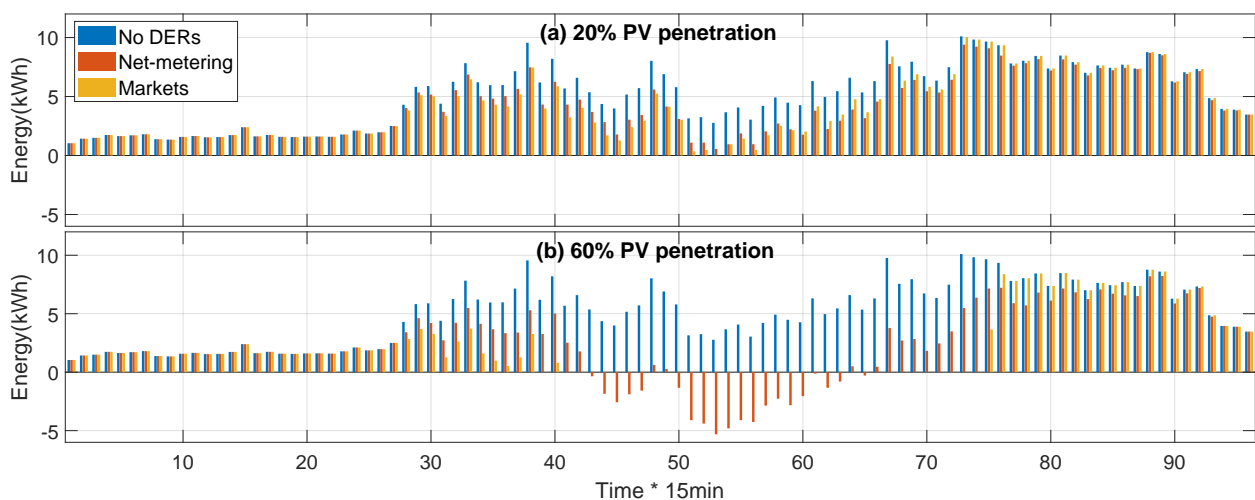 (a) 20% PV penetration
No DERs
Net-metering
Markets
Energy(kWh)
10
5
0
-5
(b) 60% PV penetration
Energy(kWh)
10
5
0
-5
10 20 30 40 50 60 70 80 90
Time * 15min